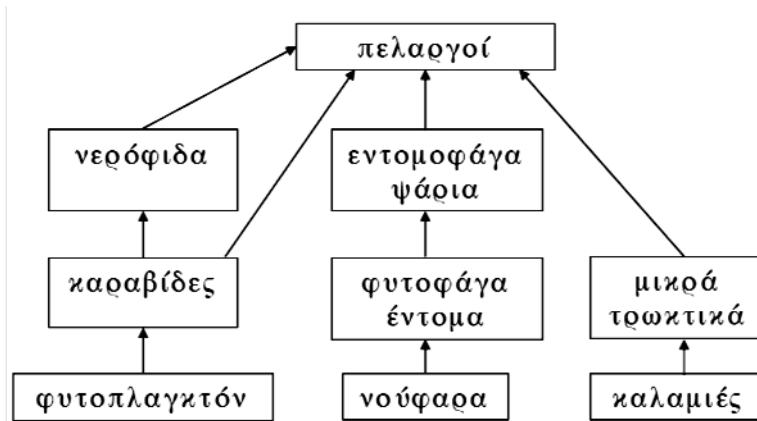 πελαργοί
νερόφιδα
εντομοφάγα
ψάρια
καραβίδες
φυτοφάγα
έντομα
μικρά
τρωκτικά
φυτοπλαγκτόν
νούφαρα
καλαμιές